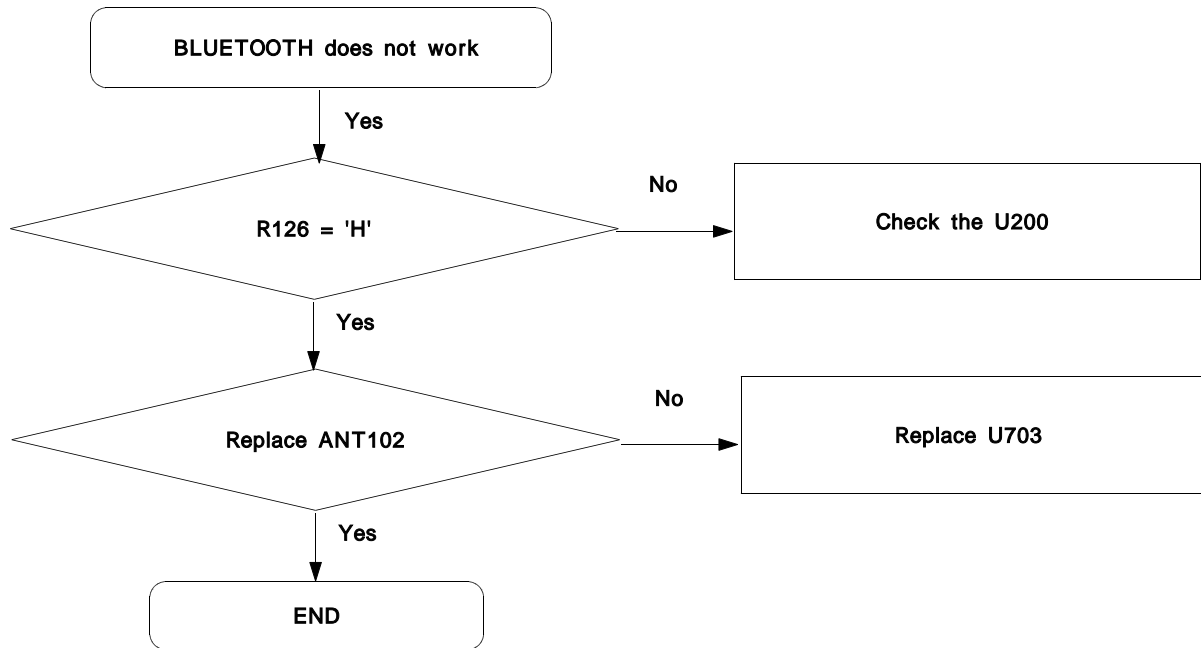 BLUETOOTH does not work
Yes
R126 = 'H'
No
Check the U200
Yes
Replace ANT102
No
Replace U703
Yes
END